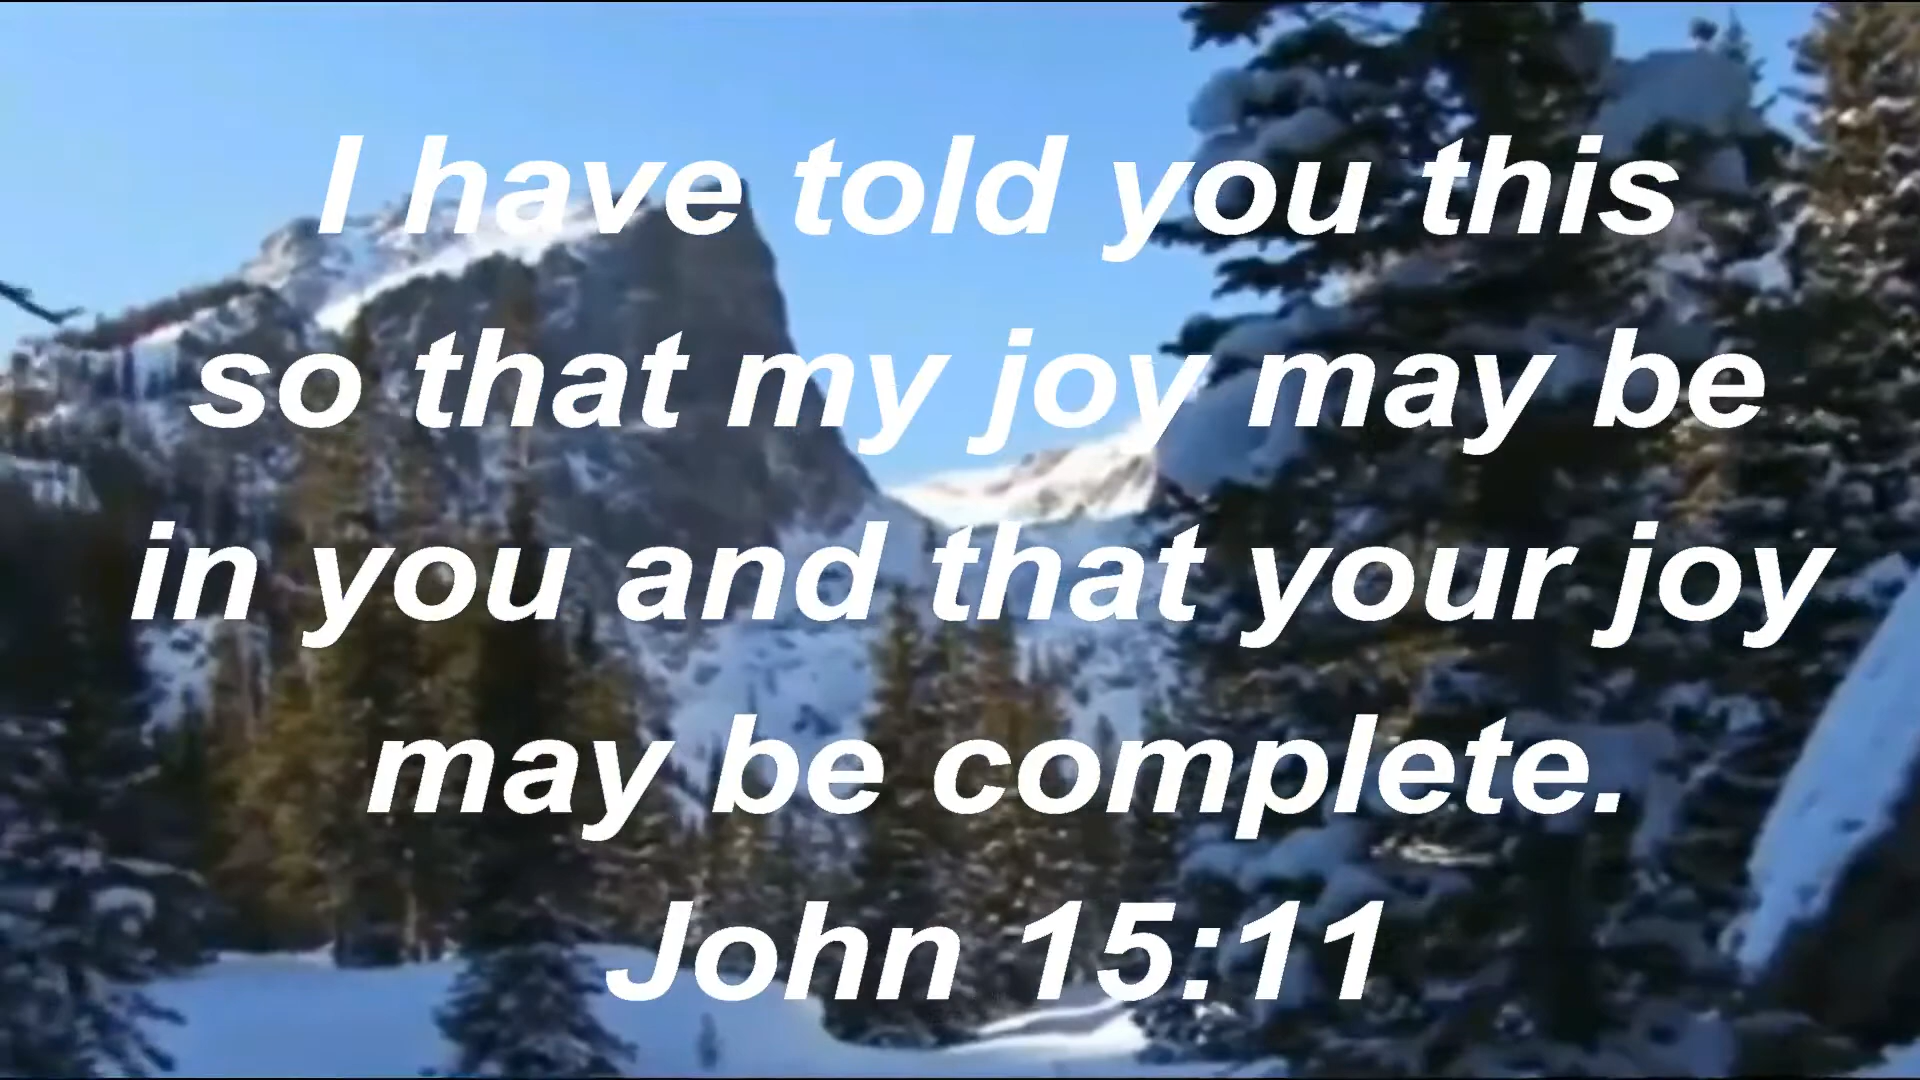 I have told you this
so that my joy may be
in you and that your joy
may be complete.
John 15:11